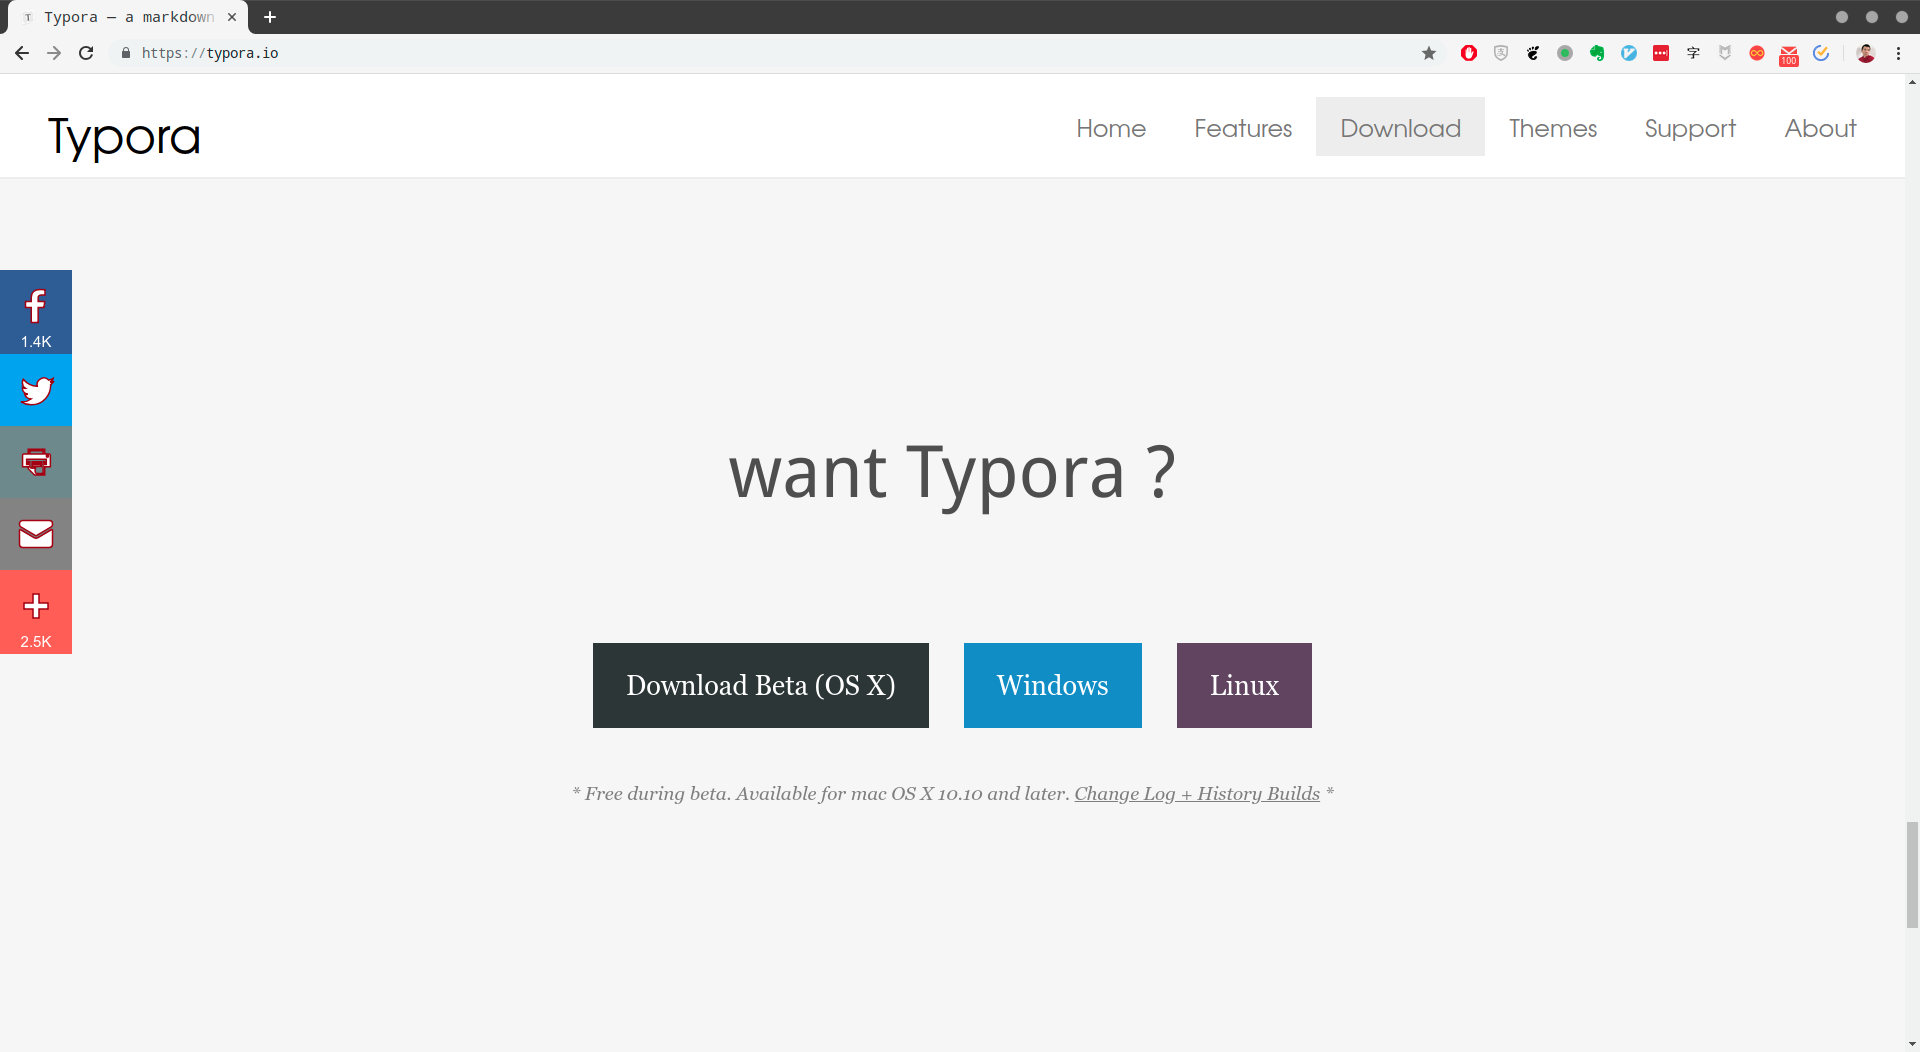 Typora — a markdown
https://typora.io
字
100
Typora
Home Features Download Themes Support About
1.4K
2.5K
want Typora ?
Download Beta (OS X) Windows Linux
* Free during beta. Available for mac OS X 10.10 and later. Change Log + History Builds *